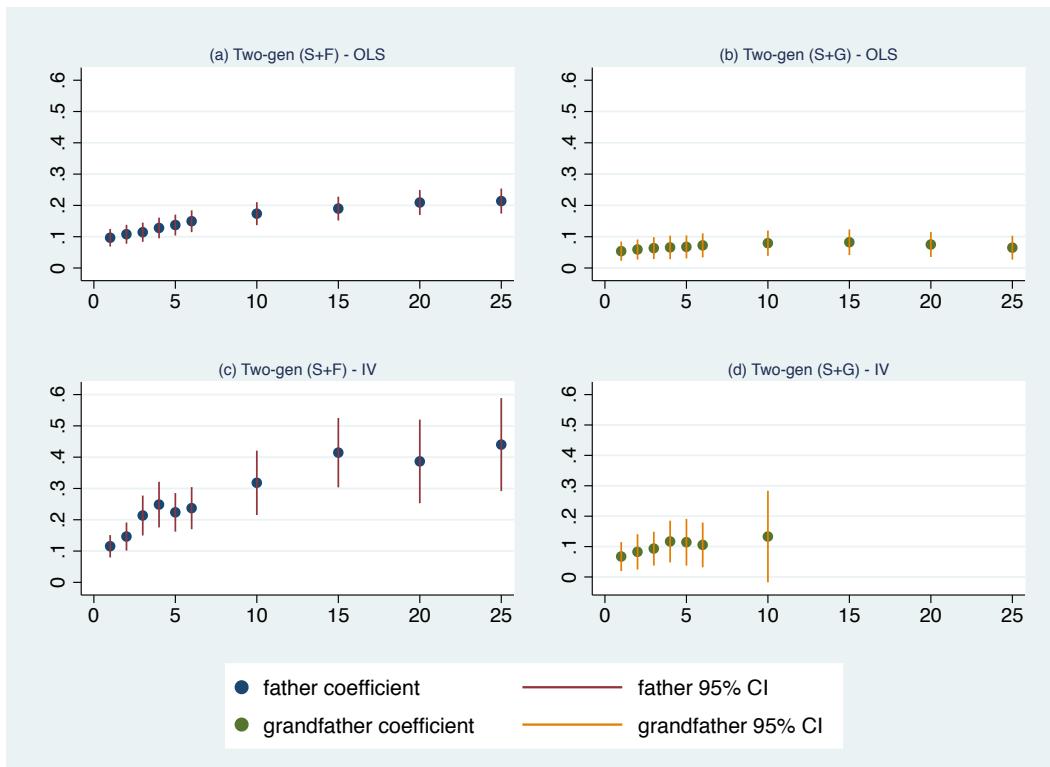 (a) Two-gen (S+F) - OLS
.6
.5
.4
.3
.2
.1
0
0 5 10 15 20 25
(b) Two-gen (S+G) - OLS
.6
.5
.4
.3
.2
.1
0
0 5 10 15 20 25
(c) Two-gen (S+F) - IV
.6
.5
.4
.3
.2
.1
0
0 5 10 15 20 25
(d) Two-gen (S+G) - IV
.6
.5
.4
.3
.2
.1
0
0 5 10 15 20 25
father coefficient father 95% CI
grandfather coefficient grandfather 95% CI